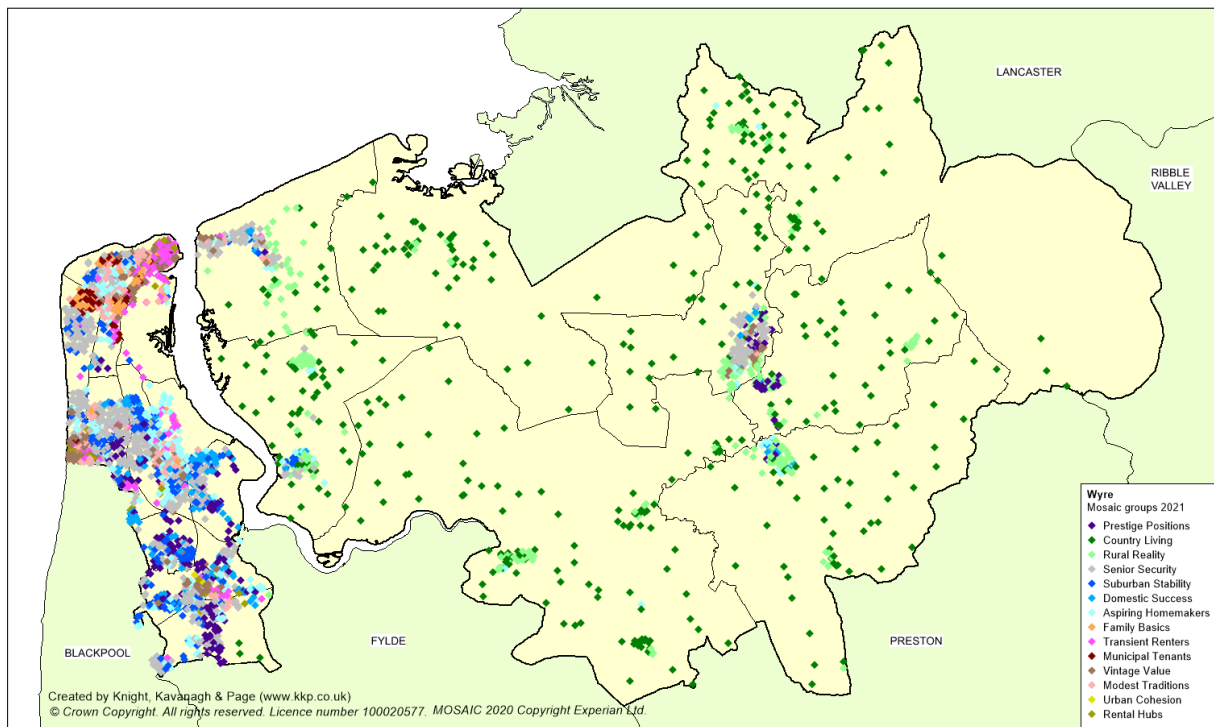 LANCASTER
RIBBLE
VALLEY
BLACKPOOL
FYLDE
PRESTON
Wyre
Mosaic groups 2021
Prestige Positions
Country Living
Rural Reality
Senior Security
Suburban Stability
Domestic Success
Aspiring Homemakers
Family Basics
Transient Renters
Municipal Tenants
Vintage Value
Modest Traditions
Urban Cohesion
Rental Hubs
Created by Knight, Kavanagh & Page (www.kkp.co.uk)
© Crown Copyright. All rights reserved. Licence number 100020577. MOSAIC 2020 Copyright Experian Ltd.